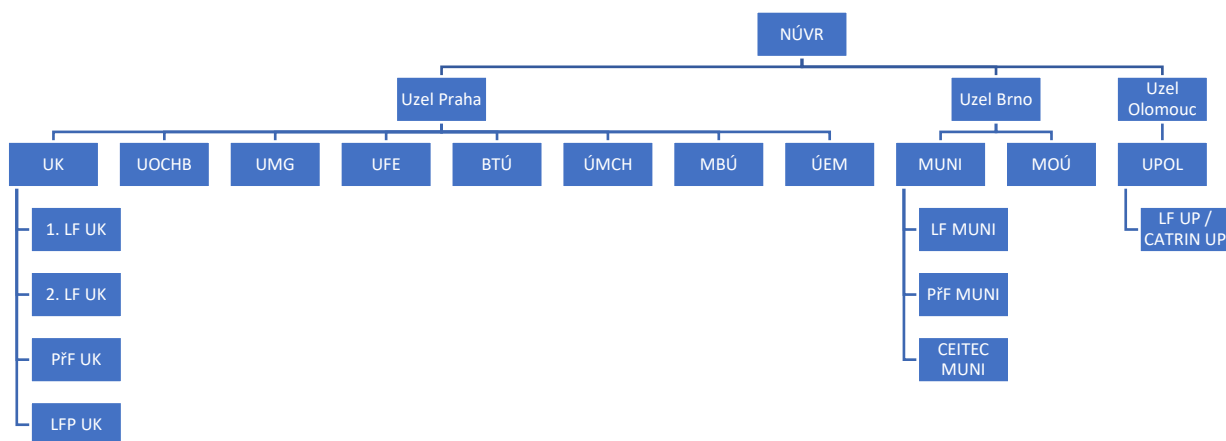 NÚVR
Uzel Praha
Uzel Brno
Uzel
Olomouc
UK
UOCHB
UMG
UFE
BTÚ
ÚMCH
MBÚ
ÚEM
MUNI
MOÚ
UPOL
1. LF UK
2. LF UK
PřF UK
LFP UK
LF MUNI
PřF MUNI
CEITEC
MUNI
LF UP /
CATRIN UP